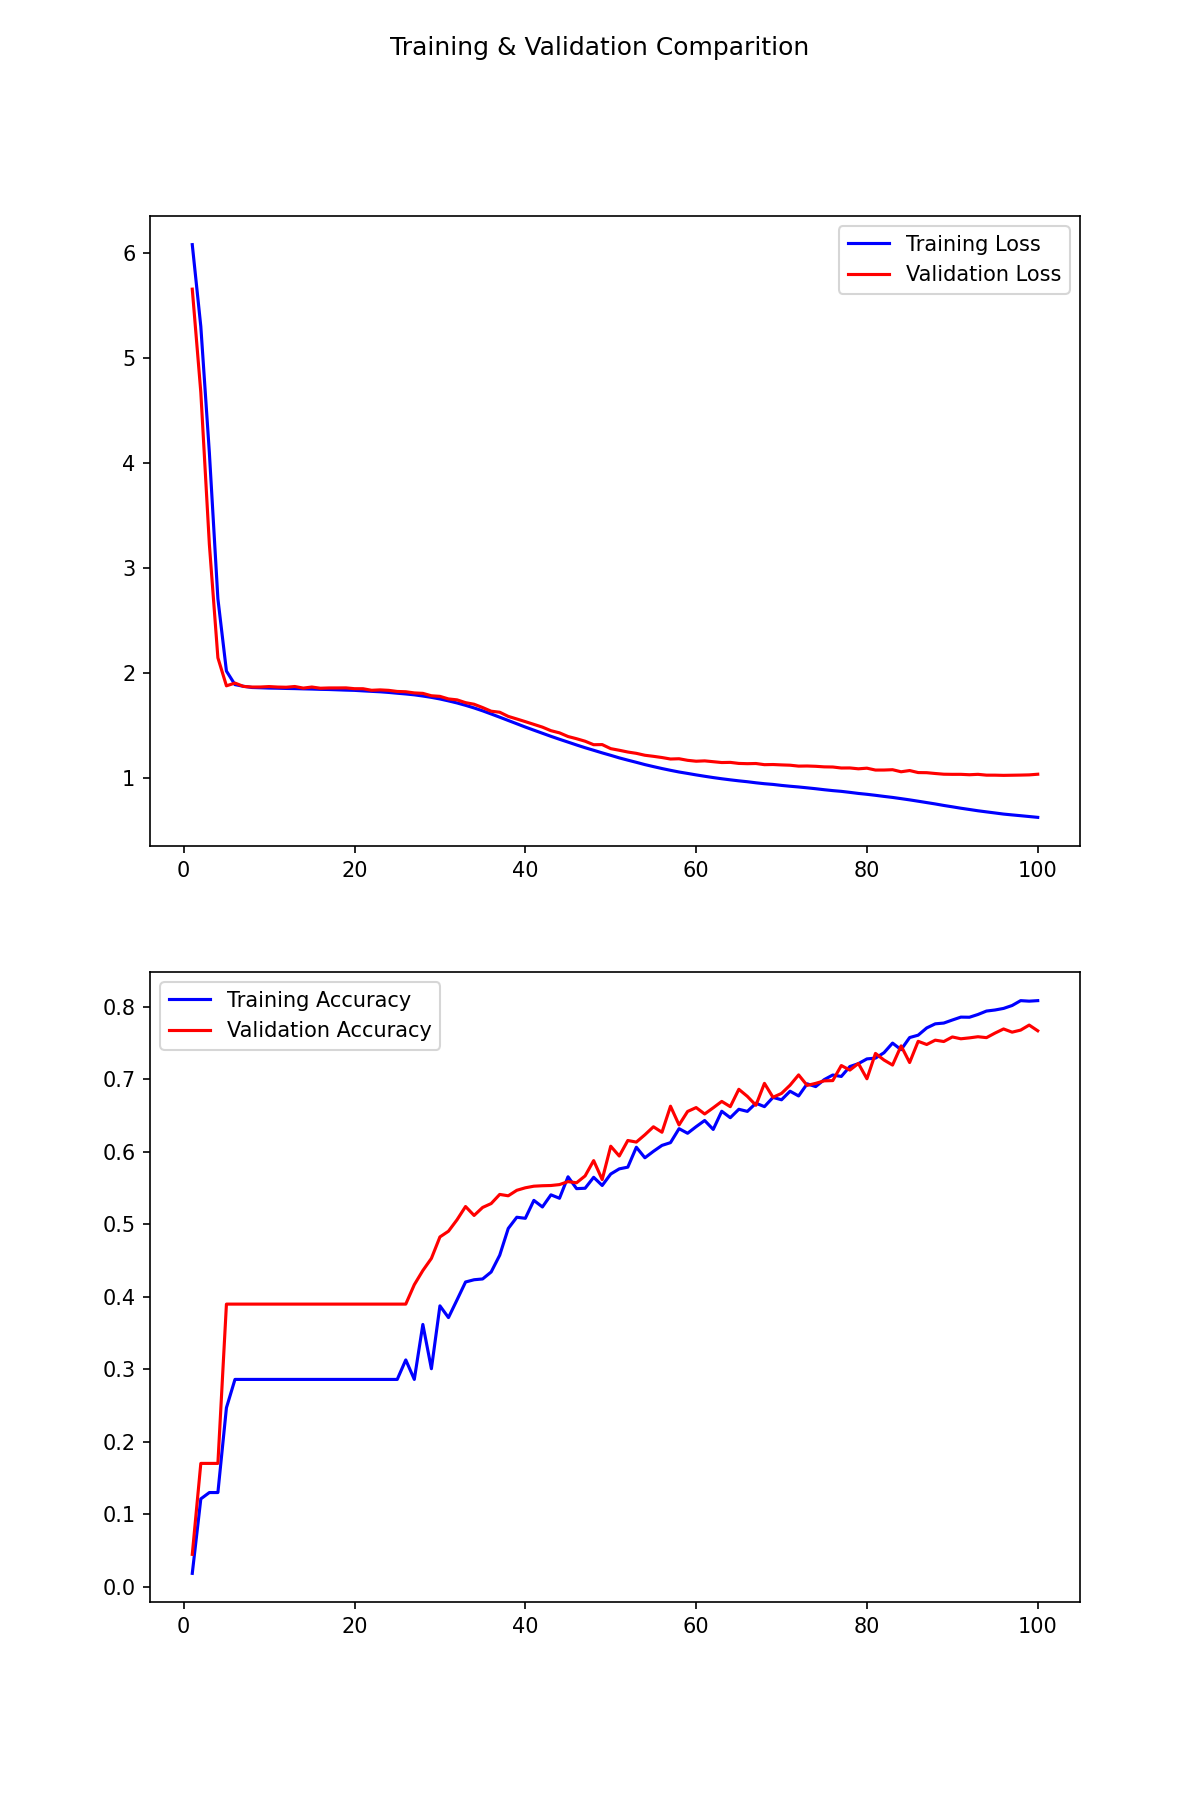 Training & Validation Comparition
Training Loss
Validation Loss
6
5
4
3
2
1
0 20 40 60 80 100
Training Accuracy
Validation Accuracy
0.8
0.7
0.6
0.5
0.4
0.3
0.2
0.1
0.0
0 20 40 60 80 100